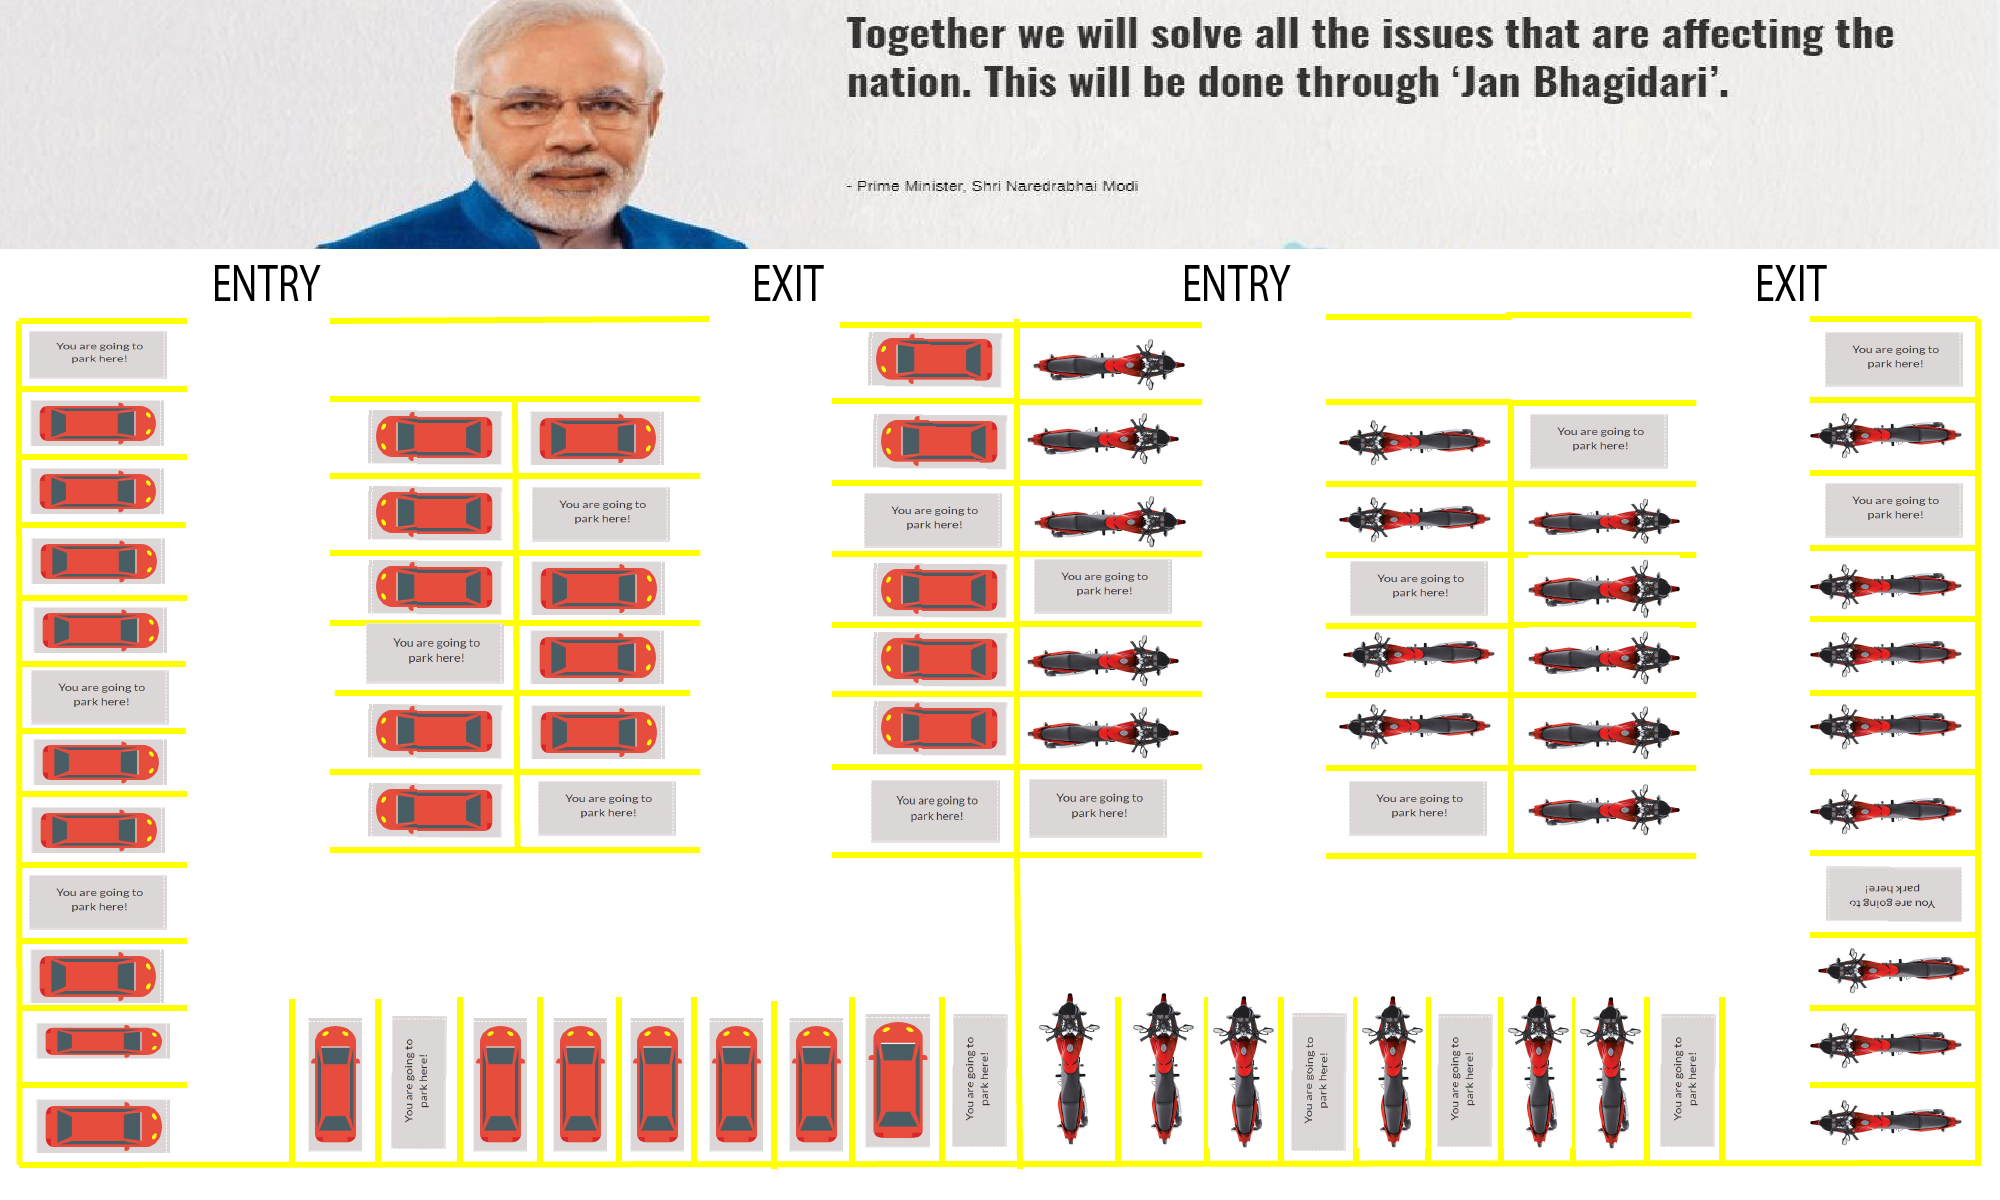 Together we will solve all the issues that are affecting the
nation. This will be done through ‘Jan Bhagidari’.
- Prime Minister, Shri Naredrabhai Modi
ENTRY
EXIT
ENTRY
EXIT
You are going to
park here!
You are going to
park here!
You are going to
park here!
You are going to
park here!
You are going to
park here!
You are going to
park here!
You are going to
park here!
You are going to
park here!
You are going to
park here!
You are going to
park here!
You are going to
park here!
You are going to
park here!
You are going to
park here!
You are going to
park here!
You are going to
park here!
You are going to
park here!
You are going to
park here!
You are going to
park here!
You are going to
park here!
You are going to
park here!
You are going to
park here!